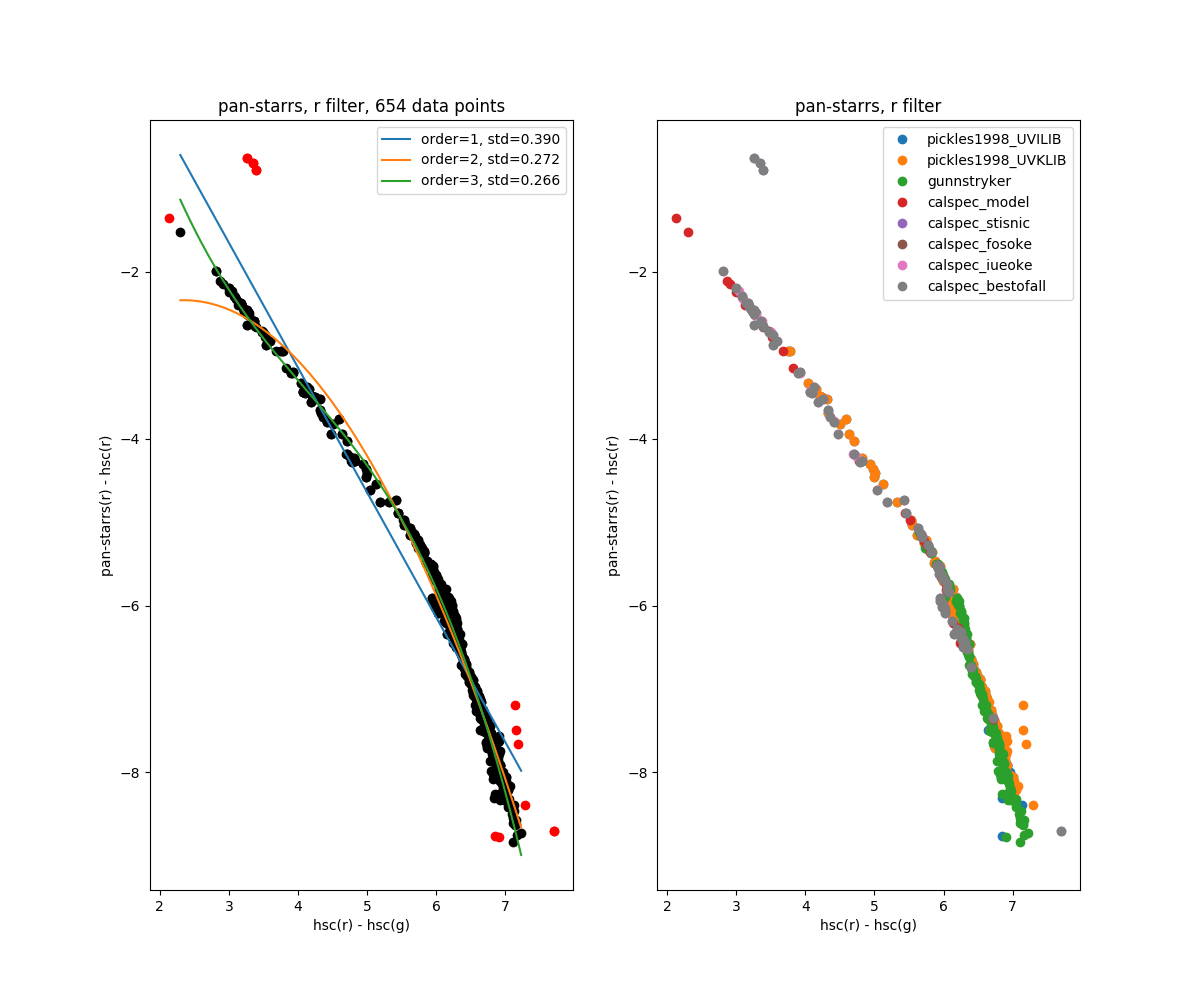 pan-starrs, r filter, 654 data points
order=1, std=0.390
order=2, std=0.272
order=3, std=0.266
−2
−4
−6
−8
pan-starrs(r) - hsc(r)
2 3 4 5 6 7
hsc(r) - hsc(g)
pan-starrs, r filter
pickles1998_UVILIB
pickles1998_UVKLIB
gunnstryker
calspec_model
calspec_stisnic
calspec_fosoke
calspec_iueoke
calspec_bestofall
−2
−4
−6
−8
pan-starrs(r) - hsc(r)
2 3 4 5 6 7
hsc(r) - hsc(g)